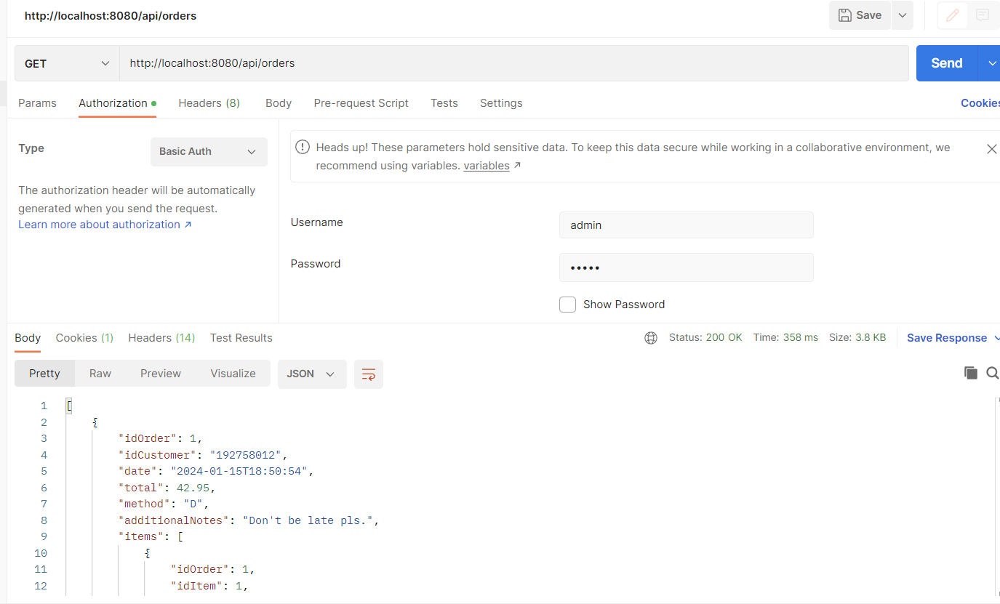 http://localhost:8080/api/orders
Save
GET
http://localhost:8080/api/orders
Send
Params
Authorization
Headers (8)
Body
Pre-request Script
Tests
Settings
Cookies
Type
Basic Auth
The authorization header will be automatically
generated when you send the request.
Learn more about authorization ↗
Heads up! These parameters hold sensitive data. To keep this data secure while working in a collaborative environment, we
recommend using variables. variables ↗
Username
admin
Password
•••••
Show Password
Body
Cookies (1)
Headers (14)
Test Results
Status: 200 OK
Time: 358 ms
Size: 3.8 KB
Save Response
Pretty
Raw
Preview
Visualize
JSON
1 [
2 {
3 "idOrder": 1,
4 "idCustomer": "192758012",
5 "date": "2024-01-15T18:50:54",
6 "total": 42.95,
7 "method": "D",
8 "additionalNotes": "Don't be late pls.",
9 "items": [
10 {
11 "idOrder": 1,
12 "idItem": 1,